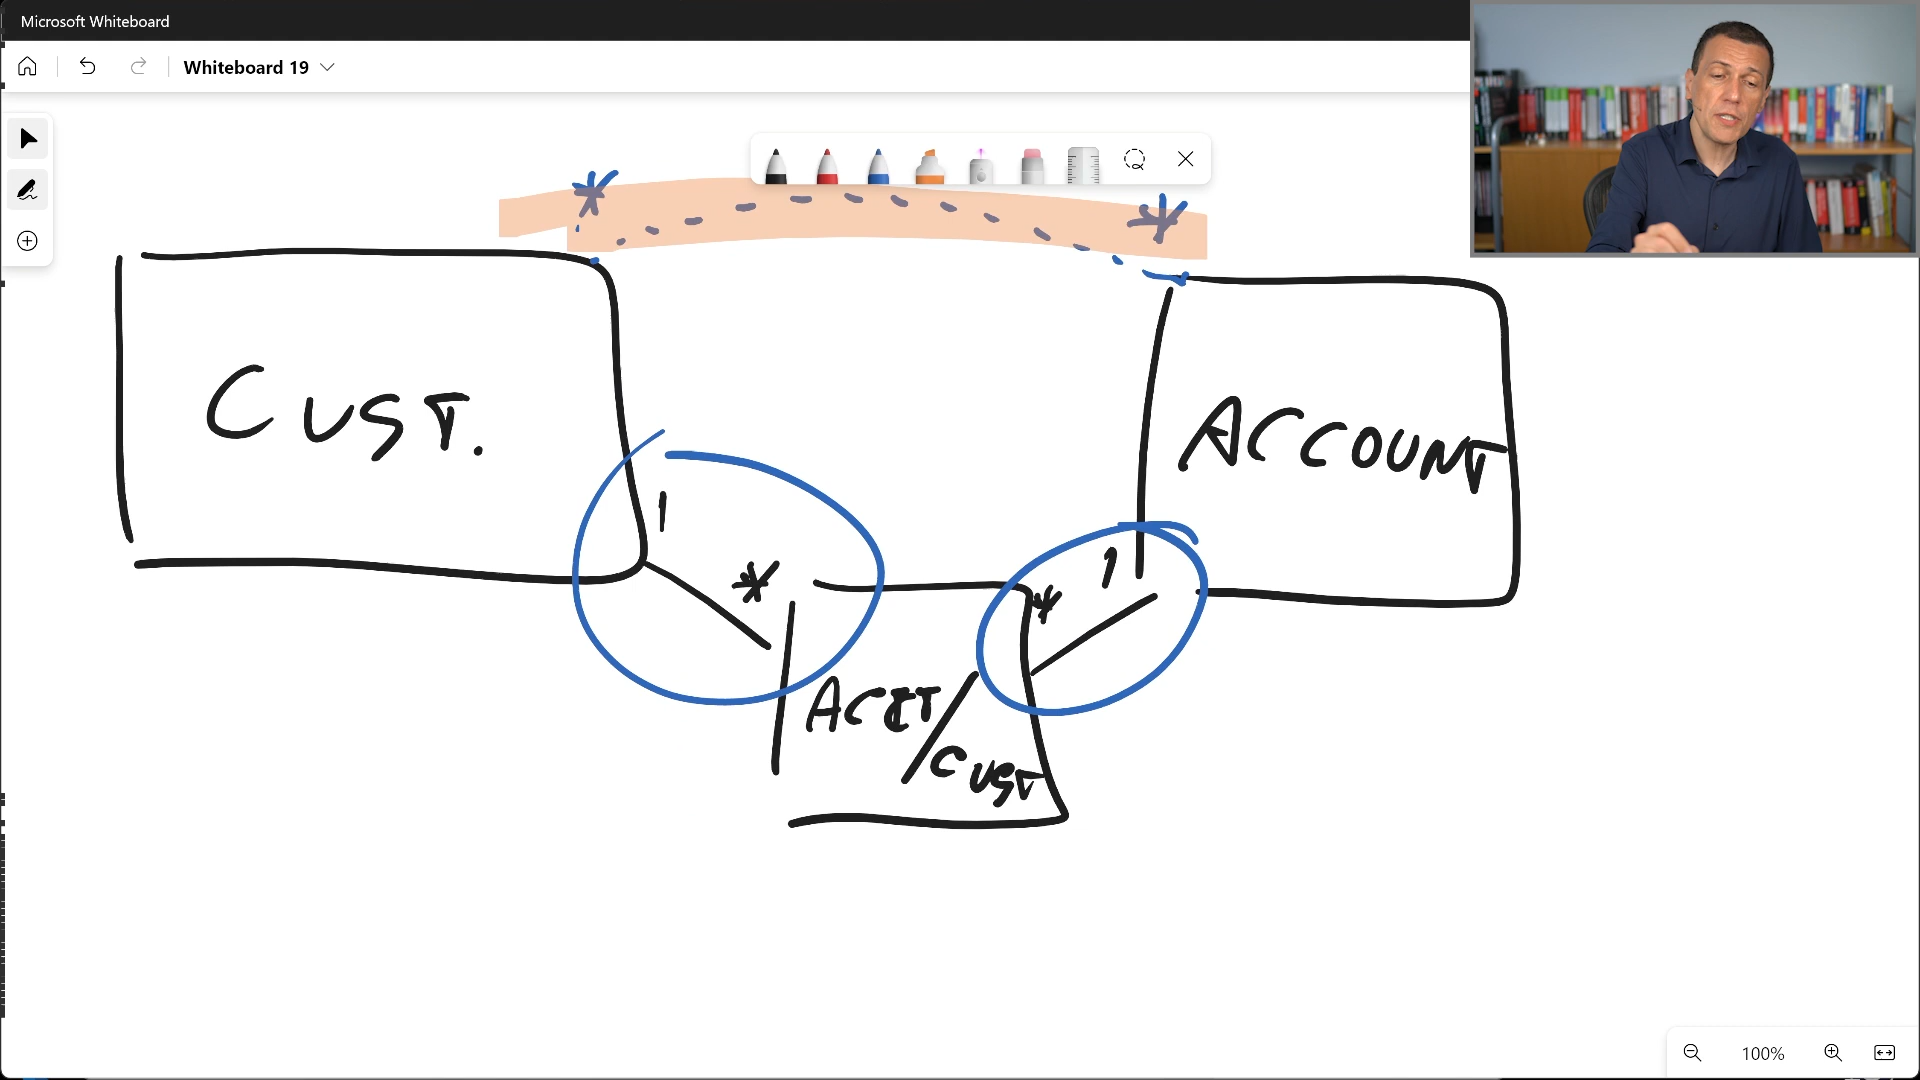 Microsoft Whiteboard
Whiteboard 19
* *
CUST.
ACCOUNT
1
*
1
*
ACCT/
CUST
100%